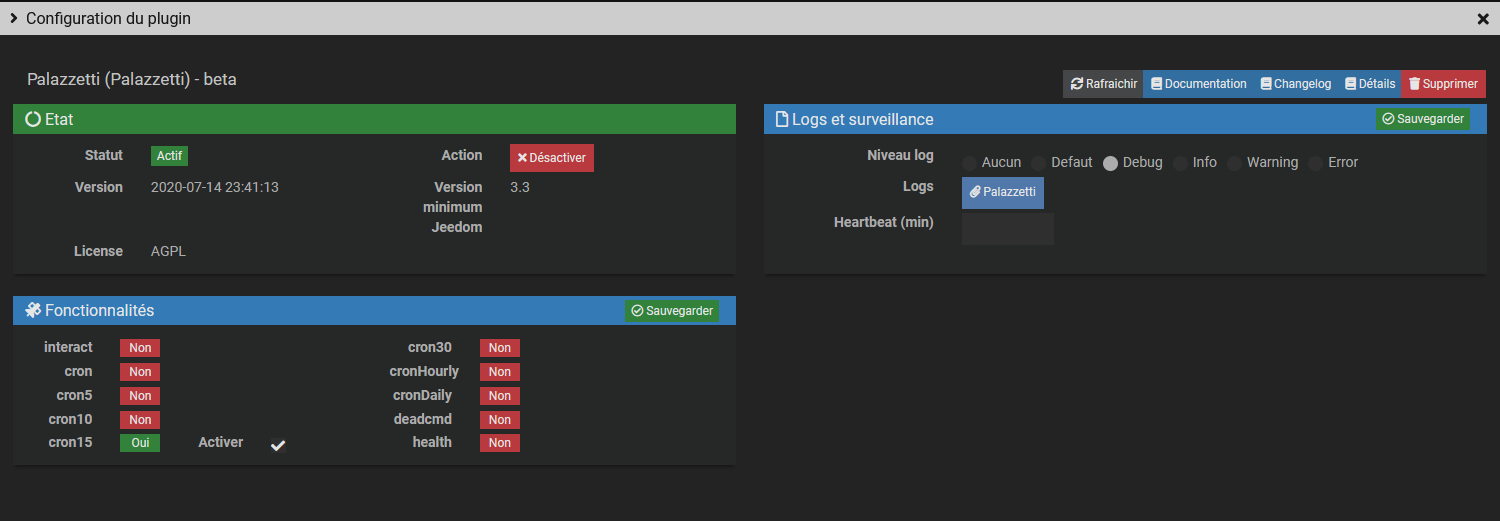 Configuration du plugin
Palazzetti (Palazzetti) - beta
Rafraichir Documentation Changelog Détails Supprimer
Etat
Statut Actif Action Désactiver
Version 2020-07-14 23:41:13 Version minimum Jeedom 3.3
License AGPL
Logs et surveillance Sauvegarder
Niveau log Aucun Defaut Debug Info Warning Error
Logs Palazzetti
Heartbeat (min)
Fonctionnalités Sauvegarder
interact Non cron30 Non
cron Non cronHourly Non
cron5 Non cronDaily Non
cron10 Non deadcmd Non
cron15 Oui Activer health Non